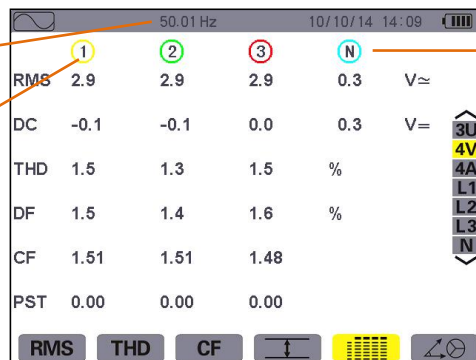 50.01 Hz 10/10/14 14:09
1 2 3 N
RMS 2.9 2.9 2.9 0.3 V≃
DC -0.1 -0.1 0.0 0.3 V=
THD 1.5 1.3 1.5 %
DF 1.5 1.4 1.6 %
CF 1.51 1.51 1.48
PST 0.00 0.00 0.00
3U
4V
4A
L1
L2
L3
N
RMS THD CF